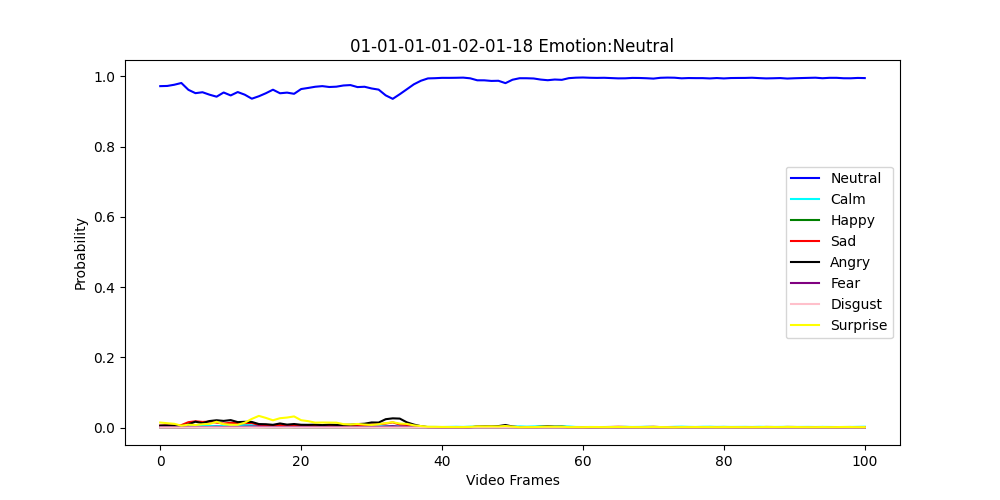 01-01-01-01-02-01-18 Emotion:Neutral
Probability
1.0
0.8
0.6
0.4
0.2
0.0
0 20 40 60 80 100
Video Frames
Neutral
Calm
Happy
Sad
Angry
Fear
Disgust
Surprise